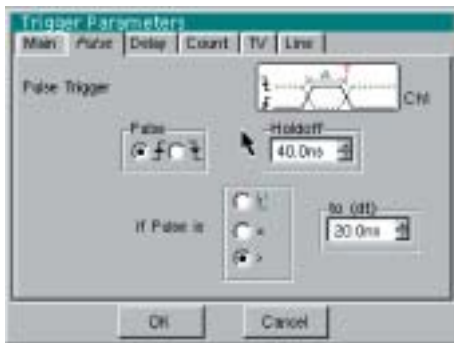 Trigger Parameters
Main Pulse Delay Count TV Line
Pulse Trigger
Ch1
Pulse
Holdoff
40.0ns
If Pulse is
<
=
>
to (dt)
20.0ns
OK
Cancel